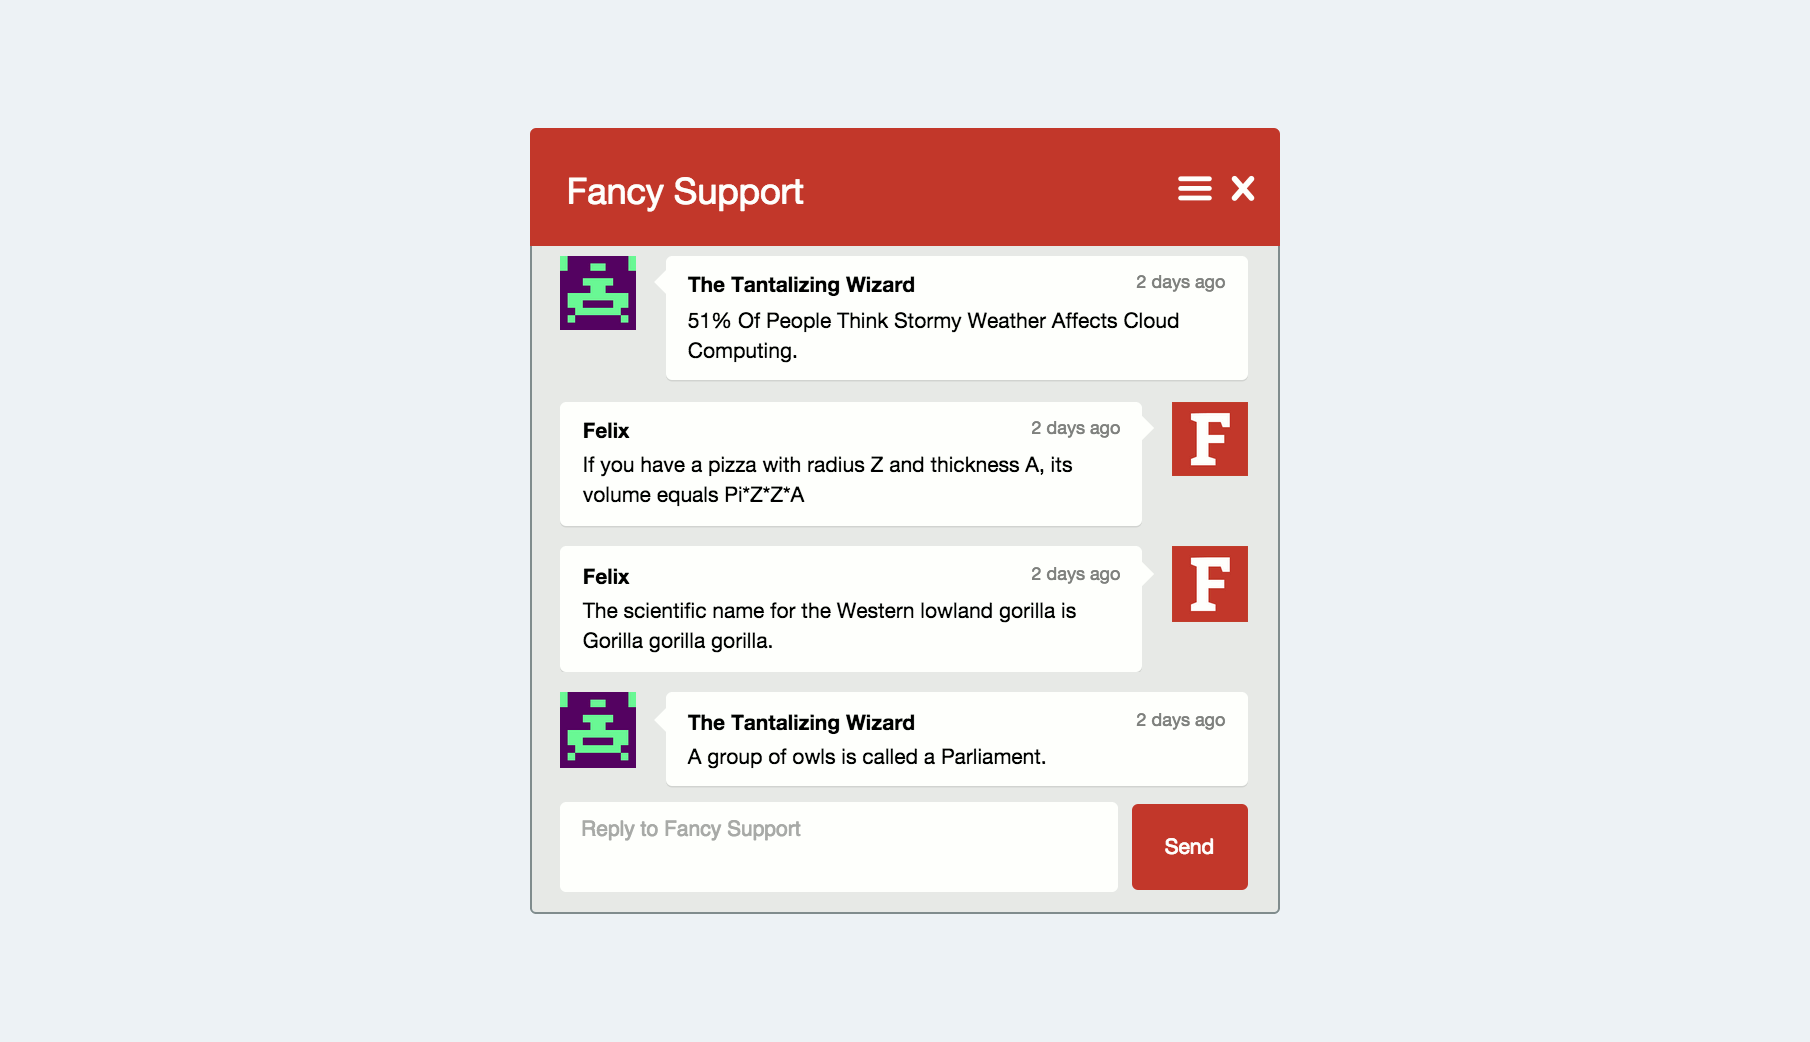 Fancy Support
The Tantalizing Wizard
2 days ago
51% Of People Think Stormy Weather Affects Cloud
Computing.
Felix
2 days ago
F
If you have a pizza with radius Z and thickness A, its
volume equals Pi*Z*Z*A
Felix
2 days ago
F
The scientific name for the Western lowland gorilla is
Gorilla gorilla gorilla.
The Tantalizing Wizard
2 days ago
A group of owls is called a Parliament.
Reply to Fancy Support
Send